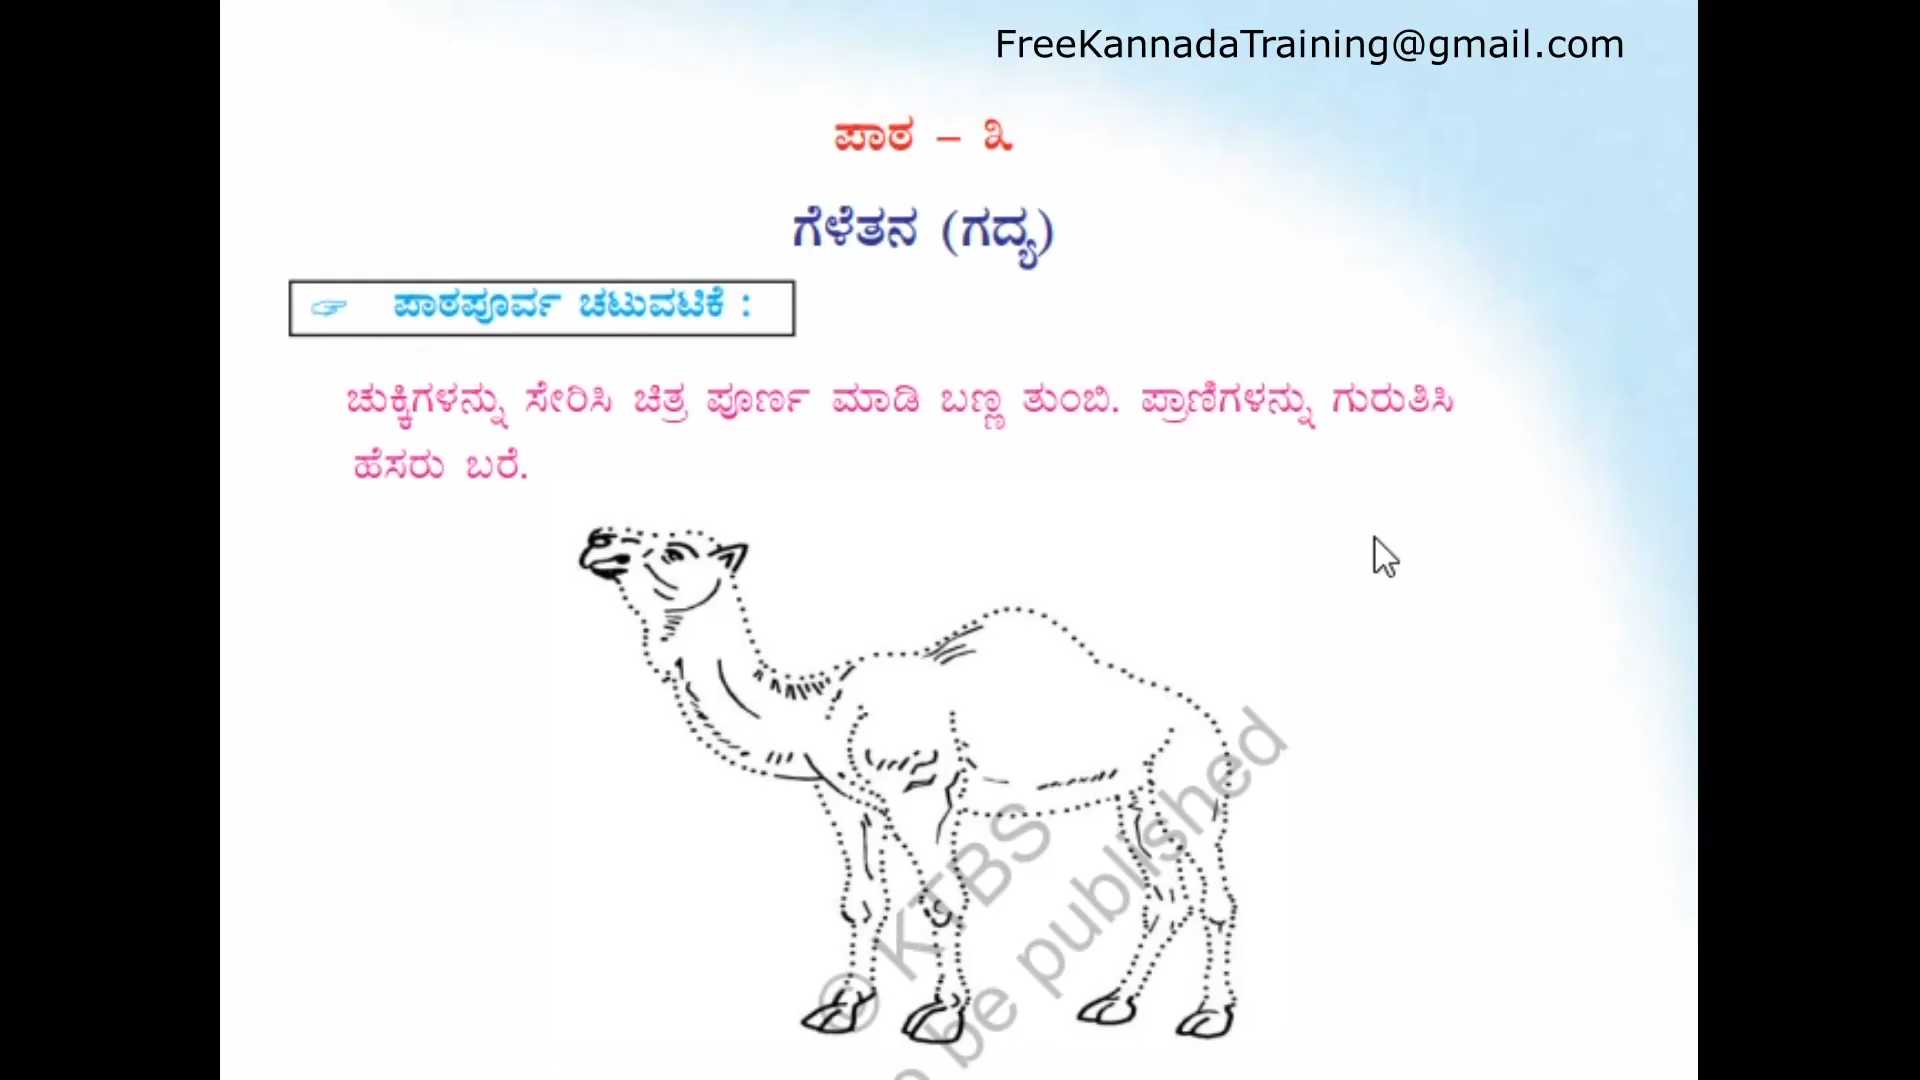 FreeKannadaTraining@gmail.com
ಪಾಠ – ೩
ಗೆಳೆತನ (ಗದ್ಯ)
ಪಾಠಪೂರ್ವ ಚಟುವಟಿಕೆ :
ಚುಕ್ಕಿಗಳನ್ನು ಸೇರಿಸಿ ಚಿತ್ರ ಪೂರ್ಣ ಮಾಡಿ ಬಣ್ಣ ತುಂಬಿ. ಪ್ರಾಣಿಗಳನ್ನು ಗುರುತಿಸಿ
ಹೆಸರು ಬರೆ.
© KTBS
be published